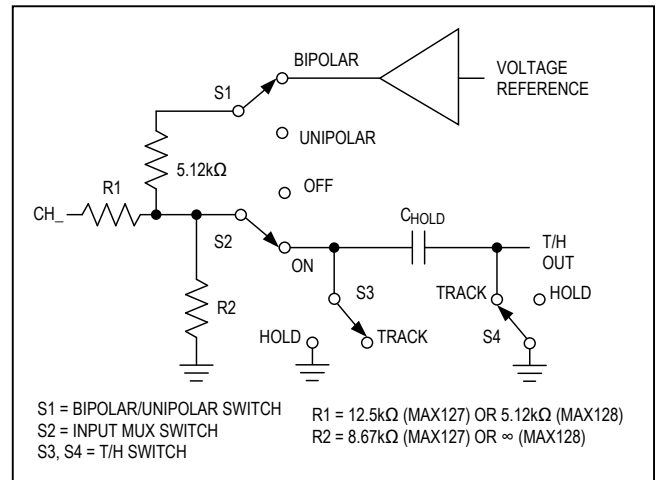 BIPOLAR
VOLTAGE
REFERENCE
S1
UNIPOLAR
5.12kΩ
OFF
R1
CH_
CHOLD
S2
ON
T/H
OUT
S3
TRACK
HOLD
R2
HOLD
TRACK
S4
S1 = BIPOLAR/UNIPOLAR SWITCH
S2 = INPUT MUX SWITCH
S3, S4 = T/H SWITCH
R1 = 12.5kΩ (MAX127) OR 5.12kΩ (MAX128)
R2 = 8.67kΩ (MAX127) OR ∞ (MAX128)